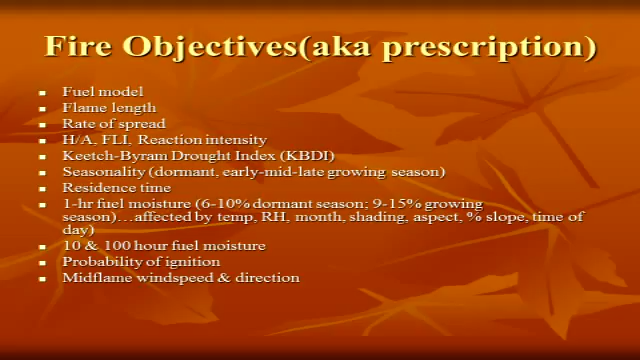 Fire Objectives(aka prescription)
Fuel model
Flame length
Rate of spread
H/A, FLI, Reaction intensity
Keetch-Byram Drought Index (KBDI)
Seasonality (dormant, early-mid-late growing season)
Residence time
1-hr fuel moisture (6-10% dormant season; 9-15% growing
season)…affected by temp, RH, month, shading, aspect, % slope, time of
day)
10 & 100 hour fuel moisture
Probability of ignition
Midflame windspeed & direction